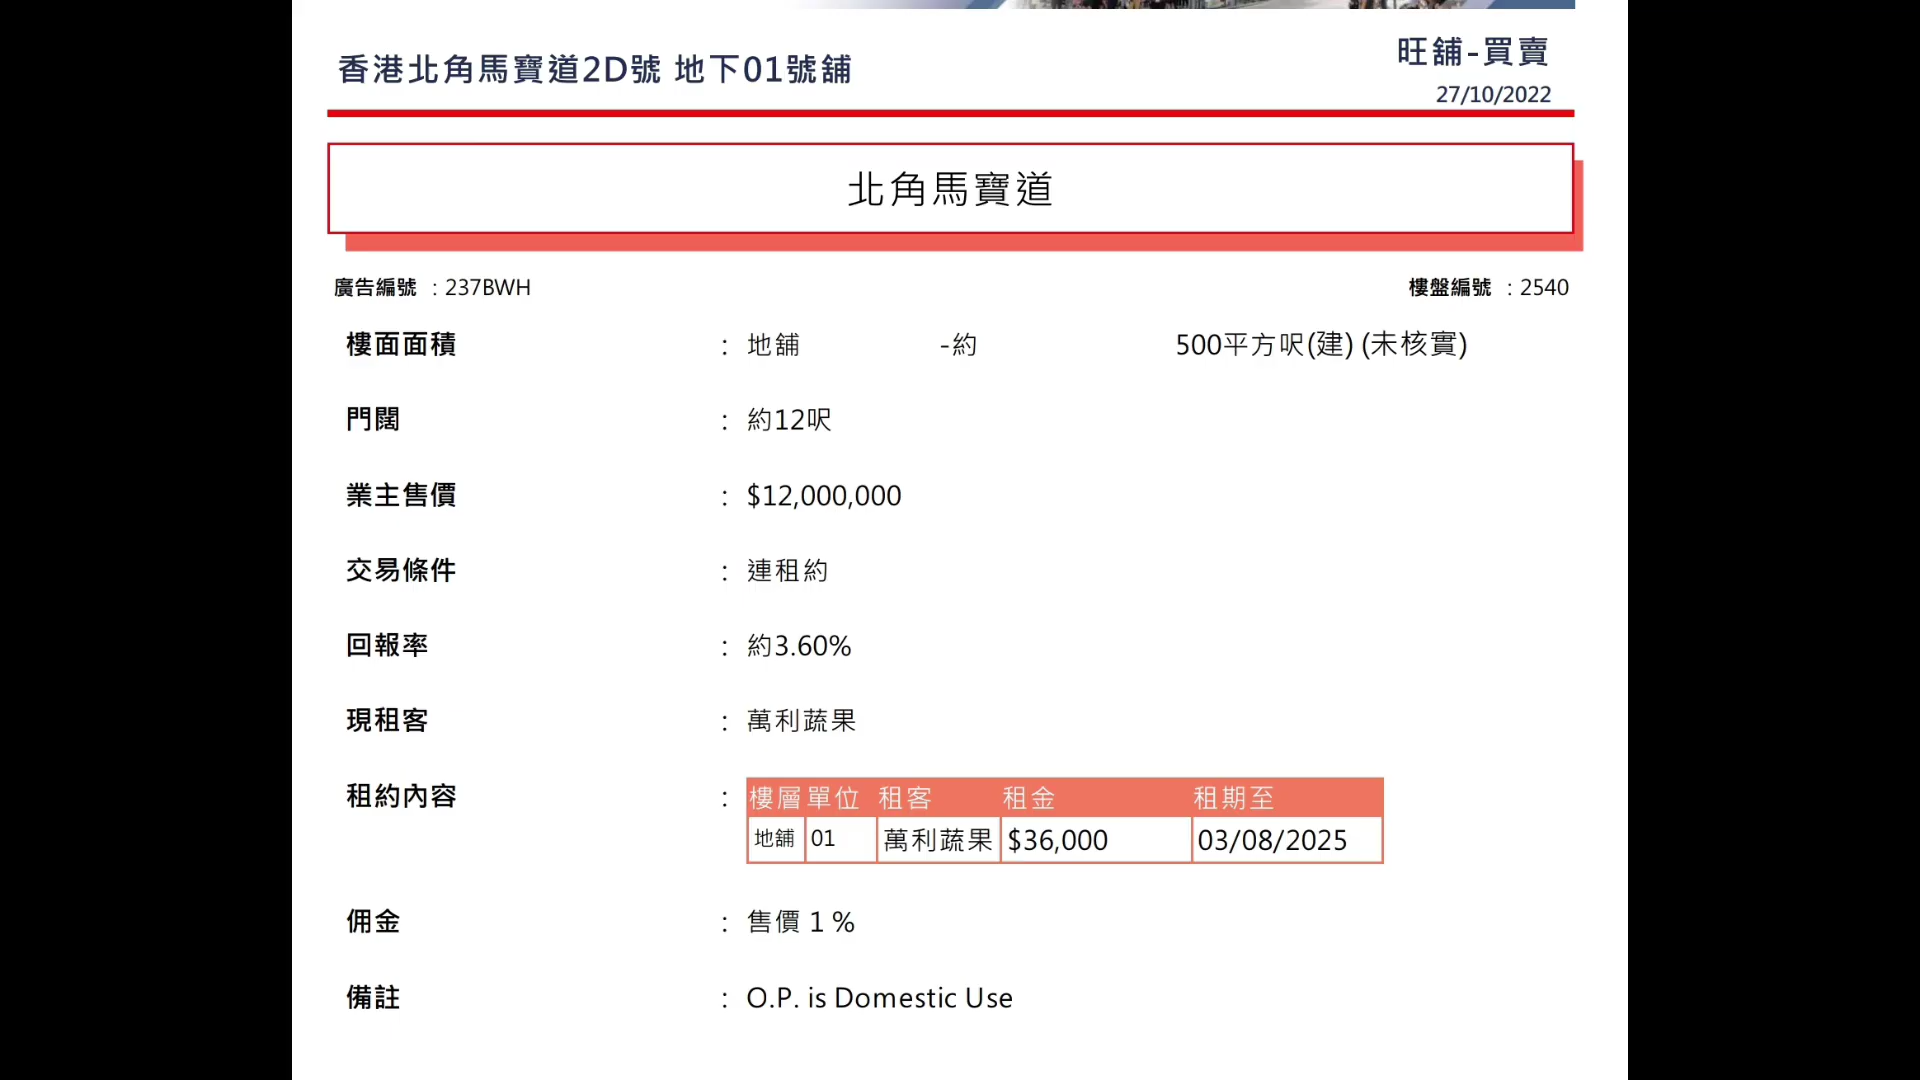 香港北角馬寶道2D號 地下01號舖
旺舖-買賣
27/10/2022
北角馬寶道
廣告編號 : 237BWH 樓盤編號 : 2540
樓面面積 : 地舖 -約 500平方呎(建) (未核實)
門闊 : 約12呎
業主售價 : $12,000,000
交易條件 : 連租約
回報率 : 約3.60%
現租客 : 萬利蔬果
租約內容 : 樓層 單位 租客 租金 租期至
地舖 01 萬利蔬果 $36,000 03/08/2025
佣金 : 售價 1 %
備註 : O.P. is Domestic Use